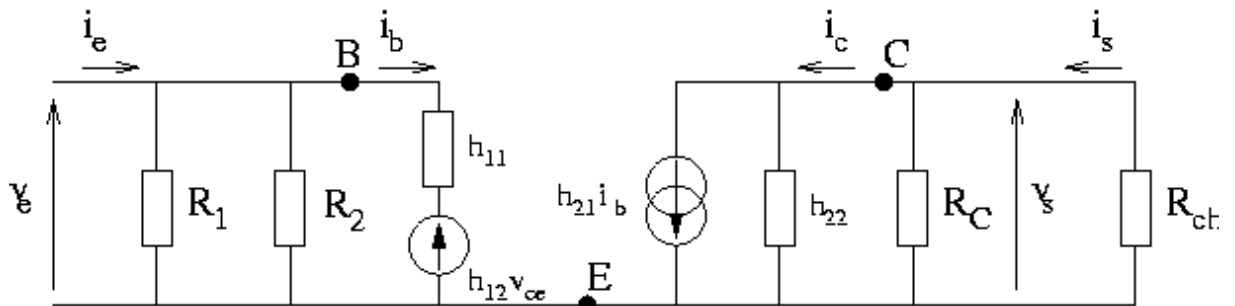 i_e i_b i_c i_s
B C
h_11
v_e R_1 R_2 h_21 i_b h_22 R_C v_s R_ch
h_12 v_ce E